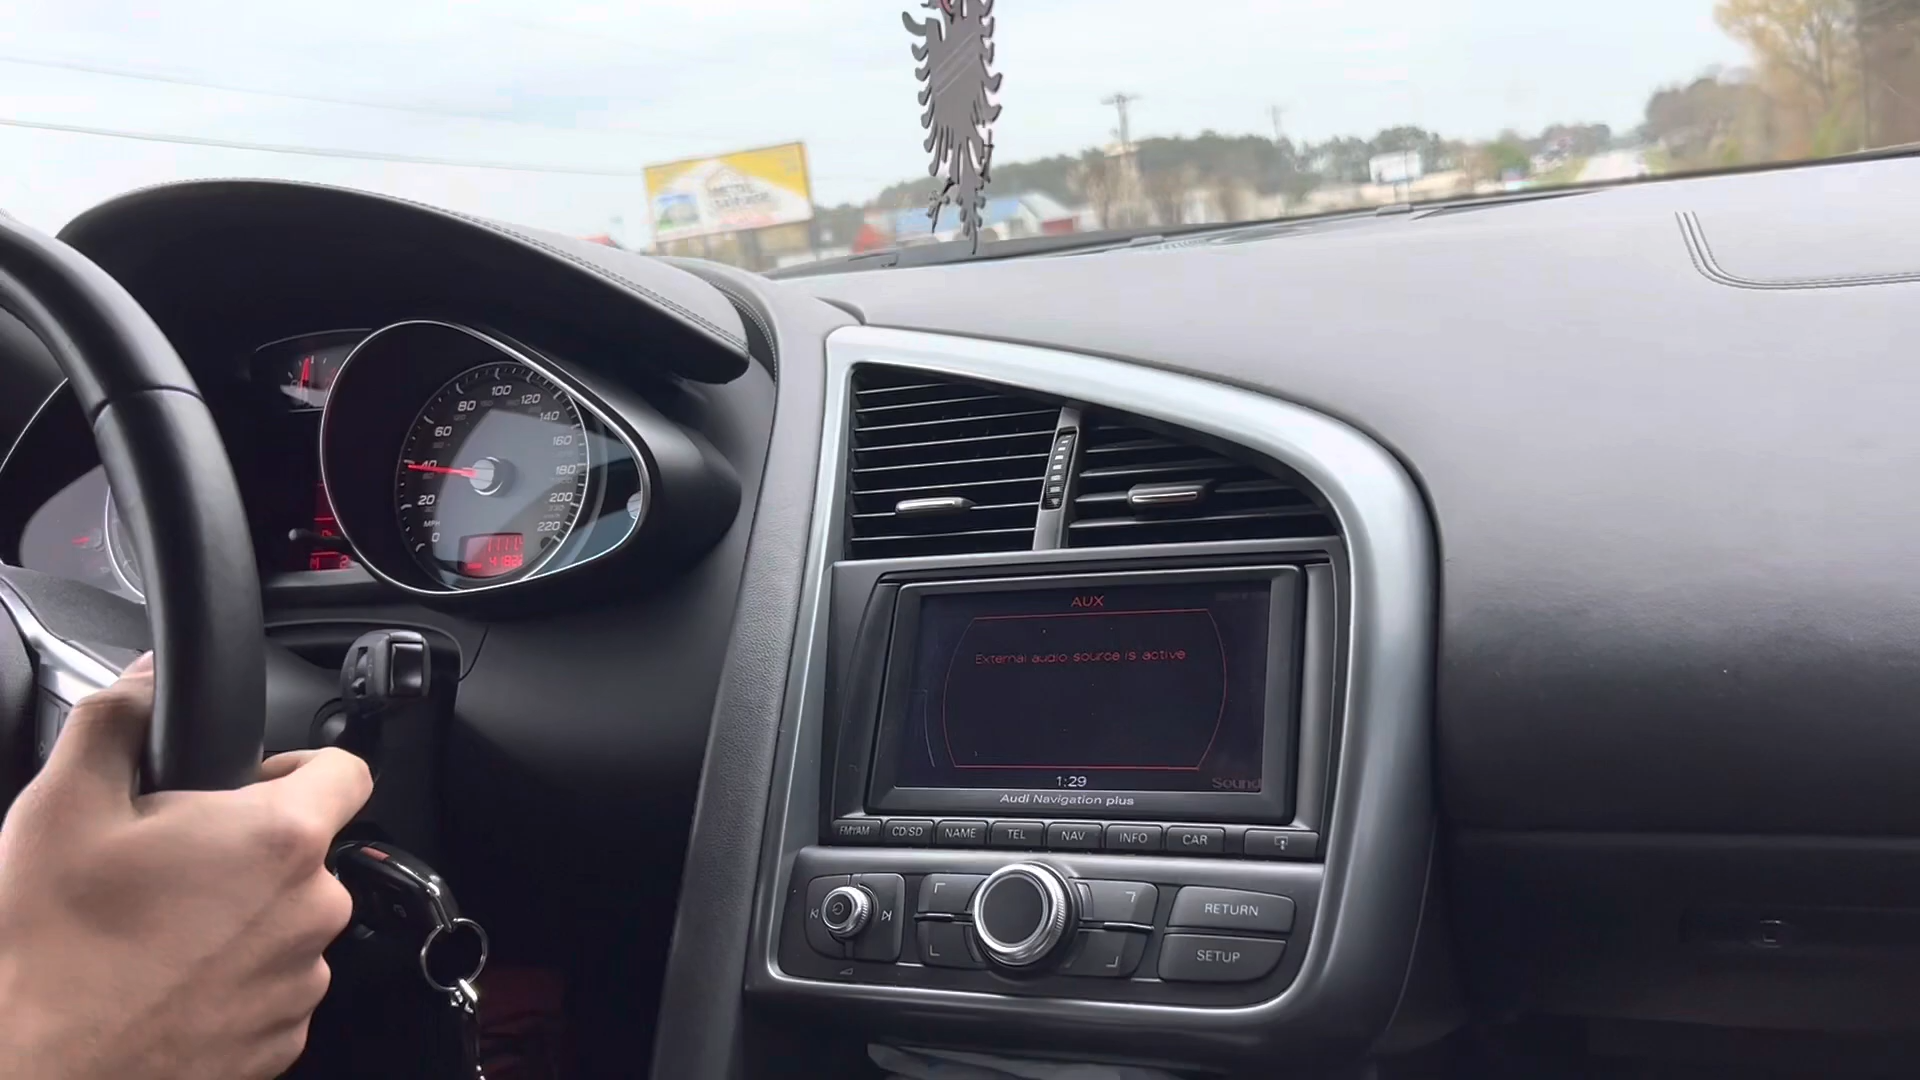 100
80
120
140
60
160
40
180
20
200
MPH
220
0
M 2
AUX
External audio source is active
1:29
Sound
Audi Navigation plus
FM/AM CD/SD NAME TEL NAV INFO CAR
RETURN
SETUP